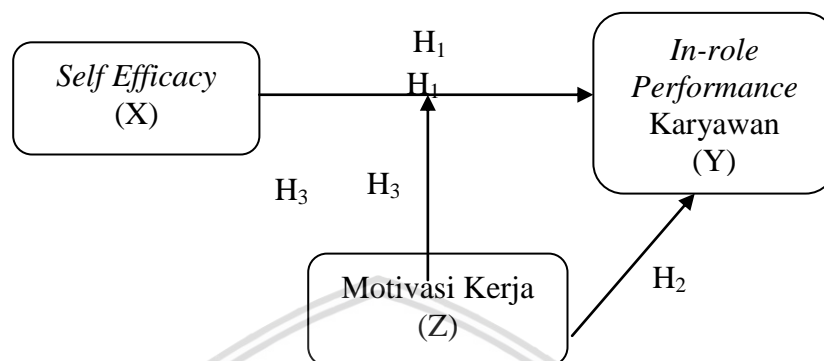 H₁
Self Efficacy
(X)
H₁
In-role
Performance
Karyawan
(Y)
H₃
H₃
Motivasi Kerja
(Z)
H₂